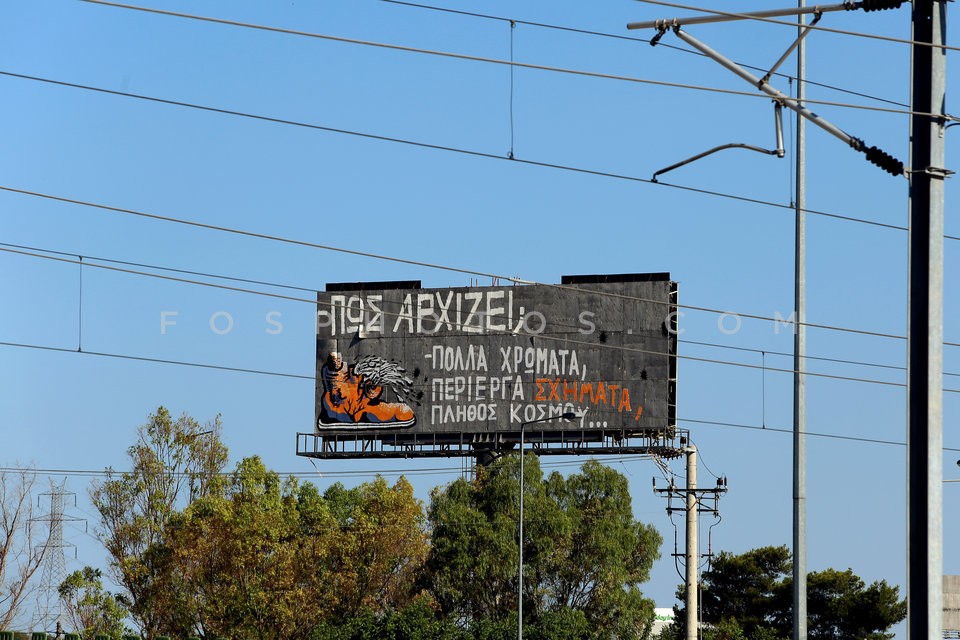 ΠΩΣ ΑΡΧΙΖΕΙ;
-ΠΟΛΛΑ ΧΡΩΜΑΤΑ,
ΠΕΡΙΕΡΓΑ ΣΧΗΜΑΤΑ,
ΠΛΗΘΟΣ ΚΟΣΜΟΥ...
FOSPHOTOS.COM